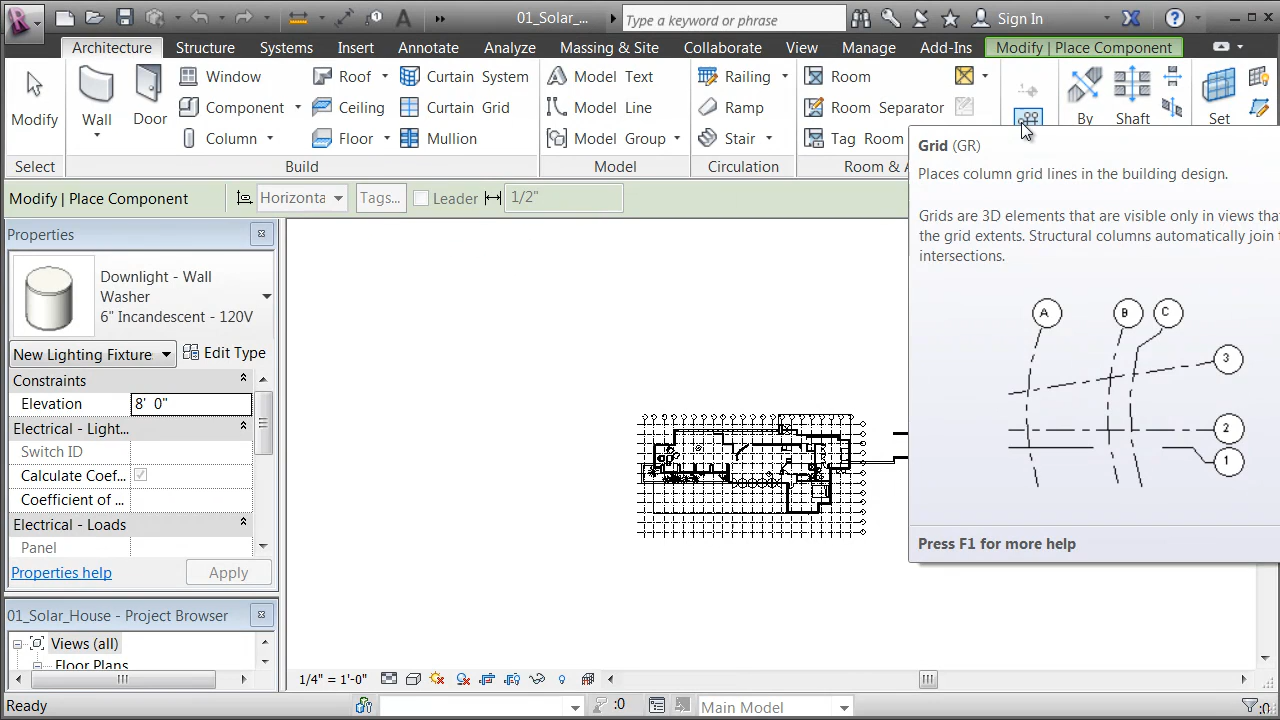 01_Solar_...
Type a keyword or phrase
Sign In
Architecture
Structure
Systems
Insert
Annotate
Analyze
Massing & Site
Collaborate
View
Manage
Add-Ins
Modify | Place Component
Modify
Wall
Door
Window
Component
Column
Roof
Ceiling
Floor
Curtain System
Curtain Grid
Mullion
Model Text
Model Line
Model Group
Railing
Ramp
Stair
Room
Room Separator
Tag Room
By
Shaft
Set
Select
Build
Model
Circulation
Room & A
Modify | Place Component
Horizonta
Tags...
Leader
1/2"
Grid (GR)
Places column grid lines in the building design.
Grids are 3D elements that are visible only in views tha
the grid extents. Structural columns automatically join
intersections.
A
B
C
3
2
1
Press F1 for more help
Properties
Downlight - Wall
Washer
6" Incandescent - 120V
New Lighting Fixture
Edit Type
Constraints
Elevation
8' 0"
Electrical - Light...
Switch ID
Calculate Coef...
Coefficient of ...
Electrical - Loads
Panel
Properties help
Apply
01_Solar_House - Project Browser
Views (all)
Floor Plans
1/4" = 1'-0"
Ready
:0
Main Model
:0